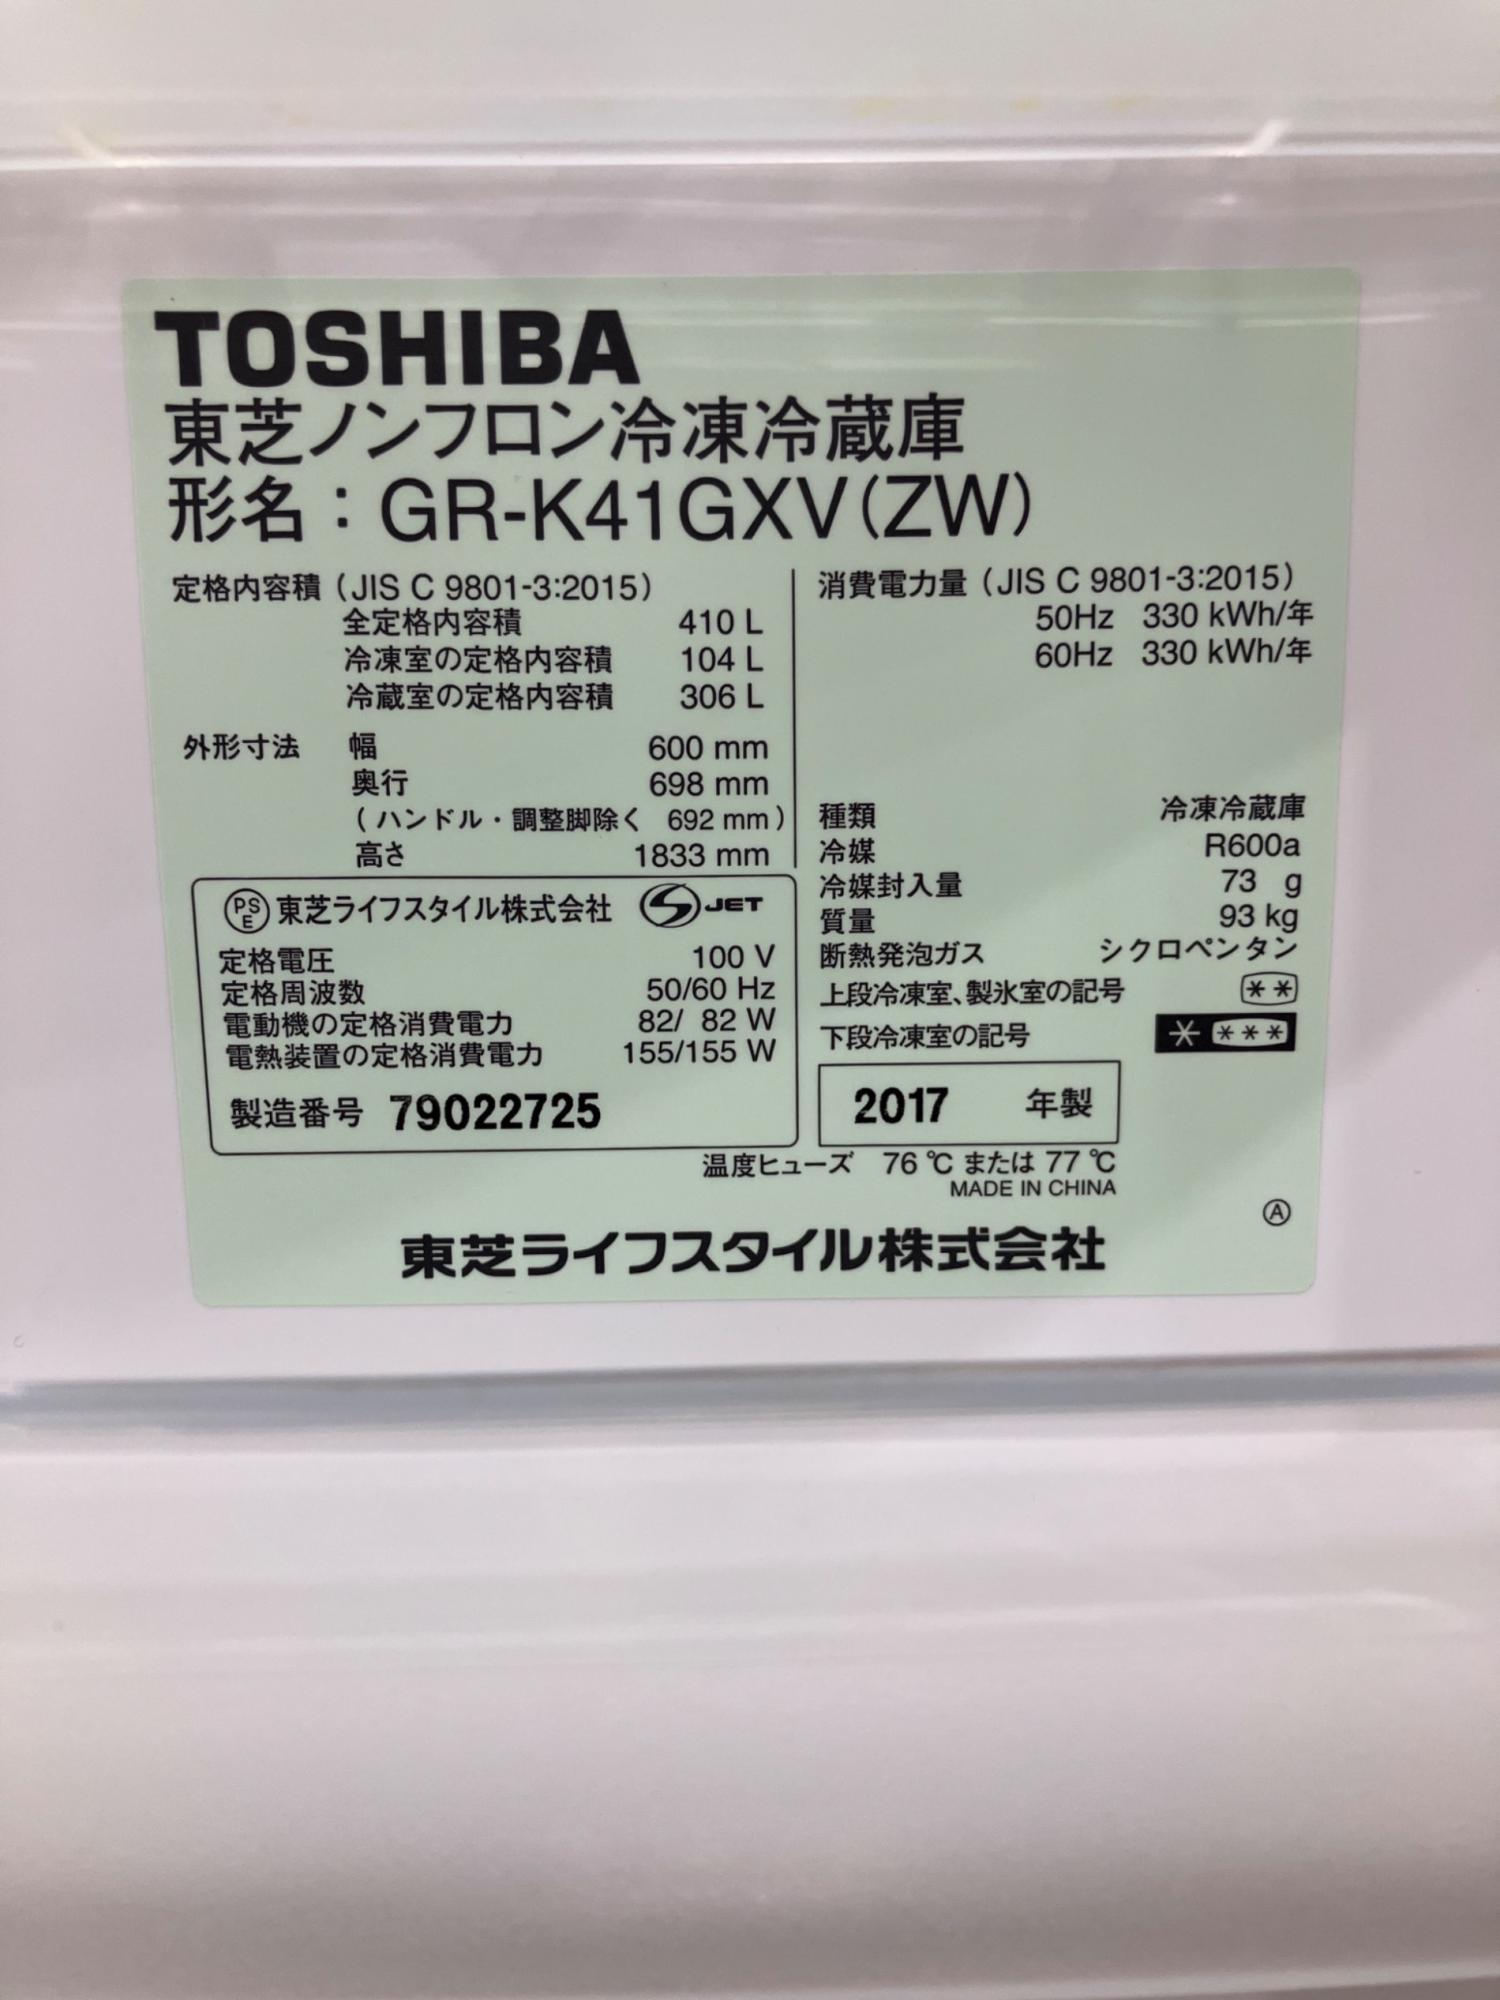 TOSHIBA
東芝ノンフロン冷凍冷蔵庫
形名：GR-K41GXV(ZW)
定格内容積（JIS C 9801-3:2015）
全定格内容積 410 L
冷凍室の定格内容積 104 L
冷蔵室の定格内容積 306 L
外形寸法 幅 600 mm
奥行 698 mm
（ハンドル・調整脚除く 692 mm）
高さ 1833 mm
PSE 東芝ライフスタイル株式会社 S JET
定格電圧 100 V
定格周波数 50/60 Hz
電動機の定格消費電力 82/ 82 W
電熱装置の定格消費電力 155/155 W
製造番号 79022725
消費電力量（JIS C 9801-3:2015）
50Hz 330 kWh/年
60Hz 330 kWh/年
種類 冷凍冷蔵庫
冷媒 R600a
冷媒封入量 73 g
質量 93 kg
断熱発泡ガス シクロペンタン
上段冷凍室、製氷室の記号 **
下段冷凍室の記号 * ***
2017 年製
温度ヒューズ 76 ℃ または 77 ℃
MADE IN CHINA
Ⓐ
東芝ライフスタイル株式会社